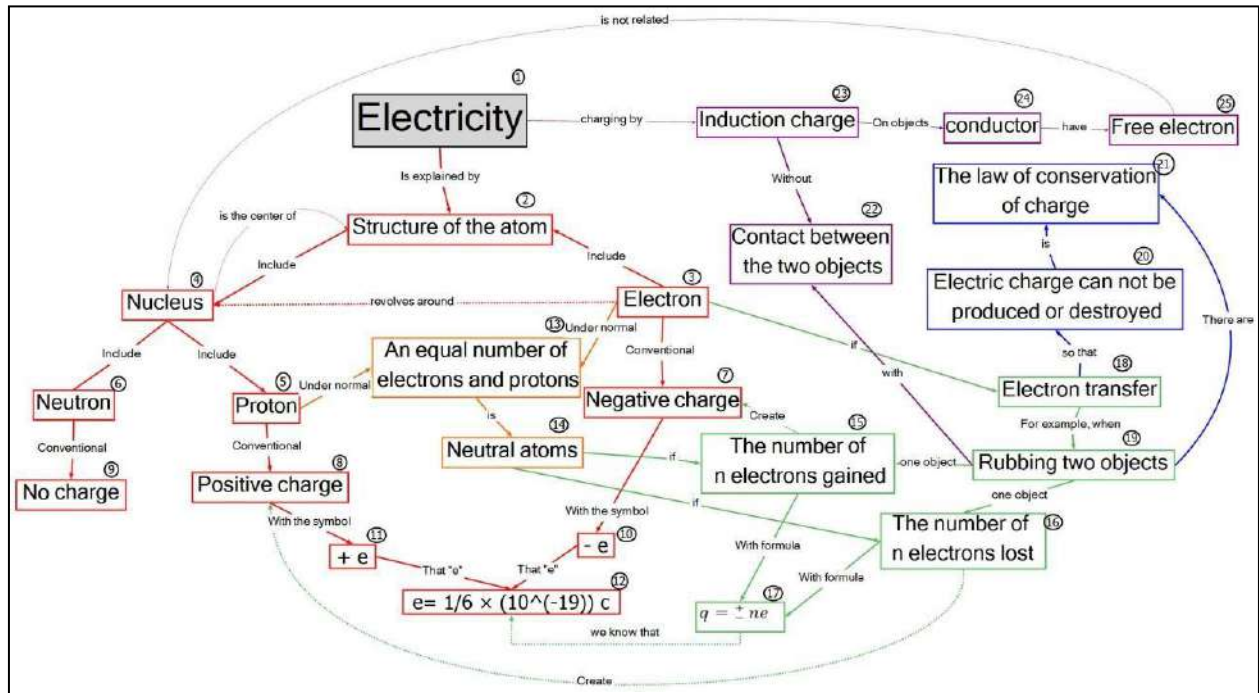 is not related
1
Electricity
charging by
23
Induction charge
On objects
24
conductor
have
25
Free electron
Is explained by
2
Structure of the atom
is the center of
Without
21
The law of conservation
of charge
22
Contact between
the two objects
is
20
Electric charge can not be
produced or destroyed
There are
Include
Include
4
Nucleus
revolves around
3
Electron
Under normal
Conventional
13
An equal number of
electrons and protons
if
with
so that
18
Electron transfer
For example, when
19
Rubbing two objects
Include
Include
6
Neutron
5
Proton
Under normal
7
Negative charge
Create
is
14
Neutral atoms
if
15
The number of
n electrons gained
one object
one object
Conventional
Conventional
9
No charge
8
Positive charge
With the symbol
With the symbol
if
16
The number of
n electrons lost
11
+ e
10
- e
That "e"
That "e"
With formula
With formula
12
e= 1/6 × (10^(-19)) c
17
q = ± ne
we know that
Create